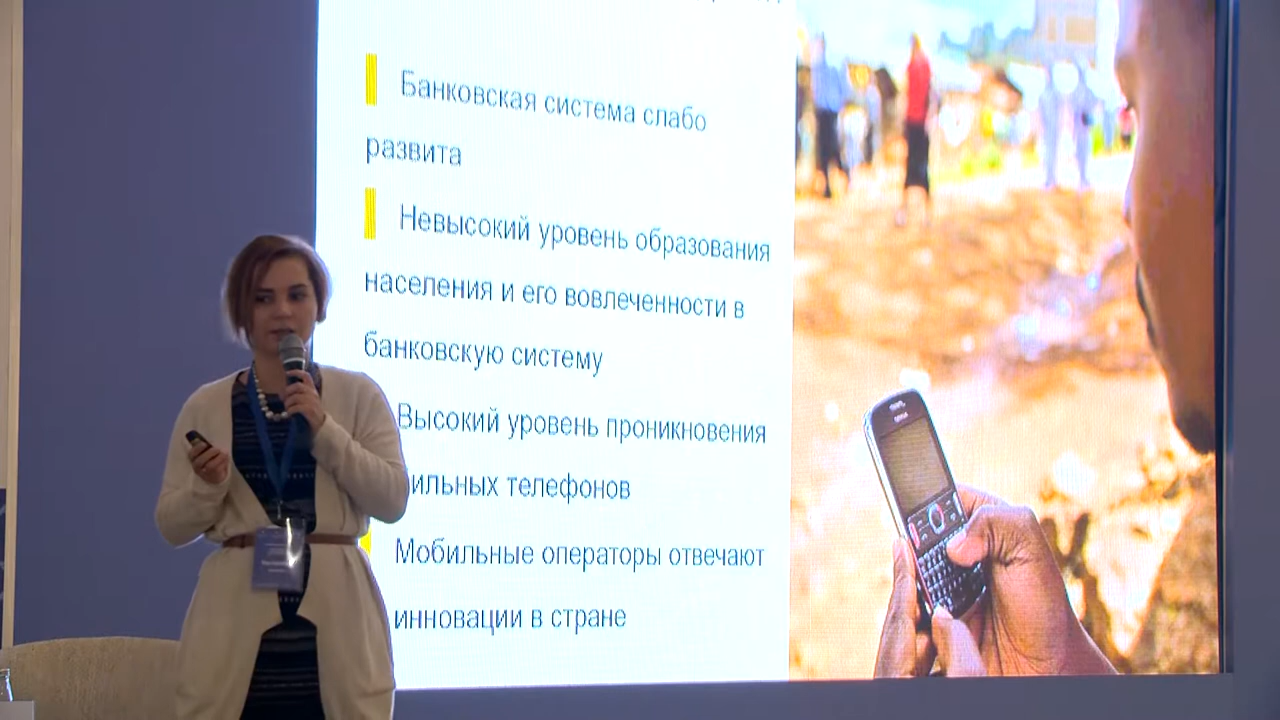 Банковская система слабо
развита
Невысокий уровень образования
населения и его вовлеченности в
банковскую систему
Высокий уровень проникновения
ильных телефонов
Мобильные операторы отвечают
инновации в стране